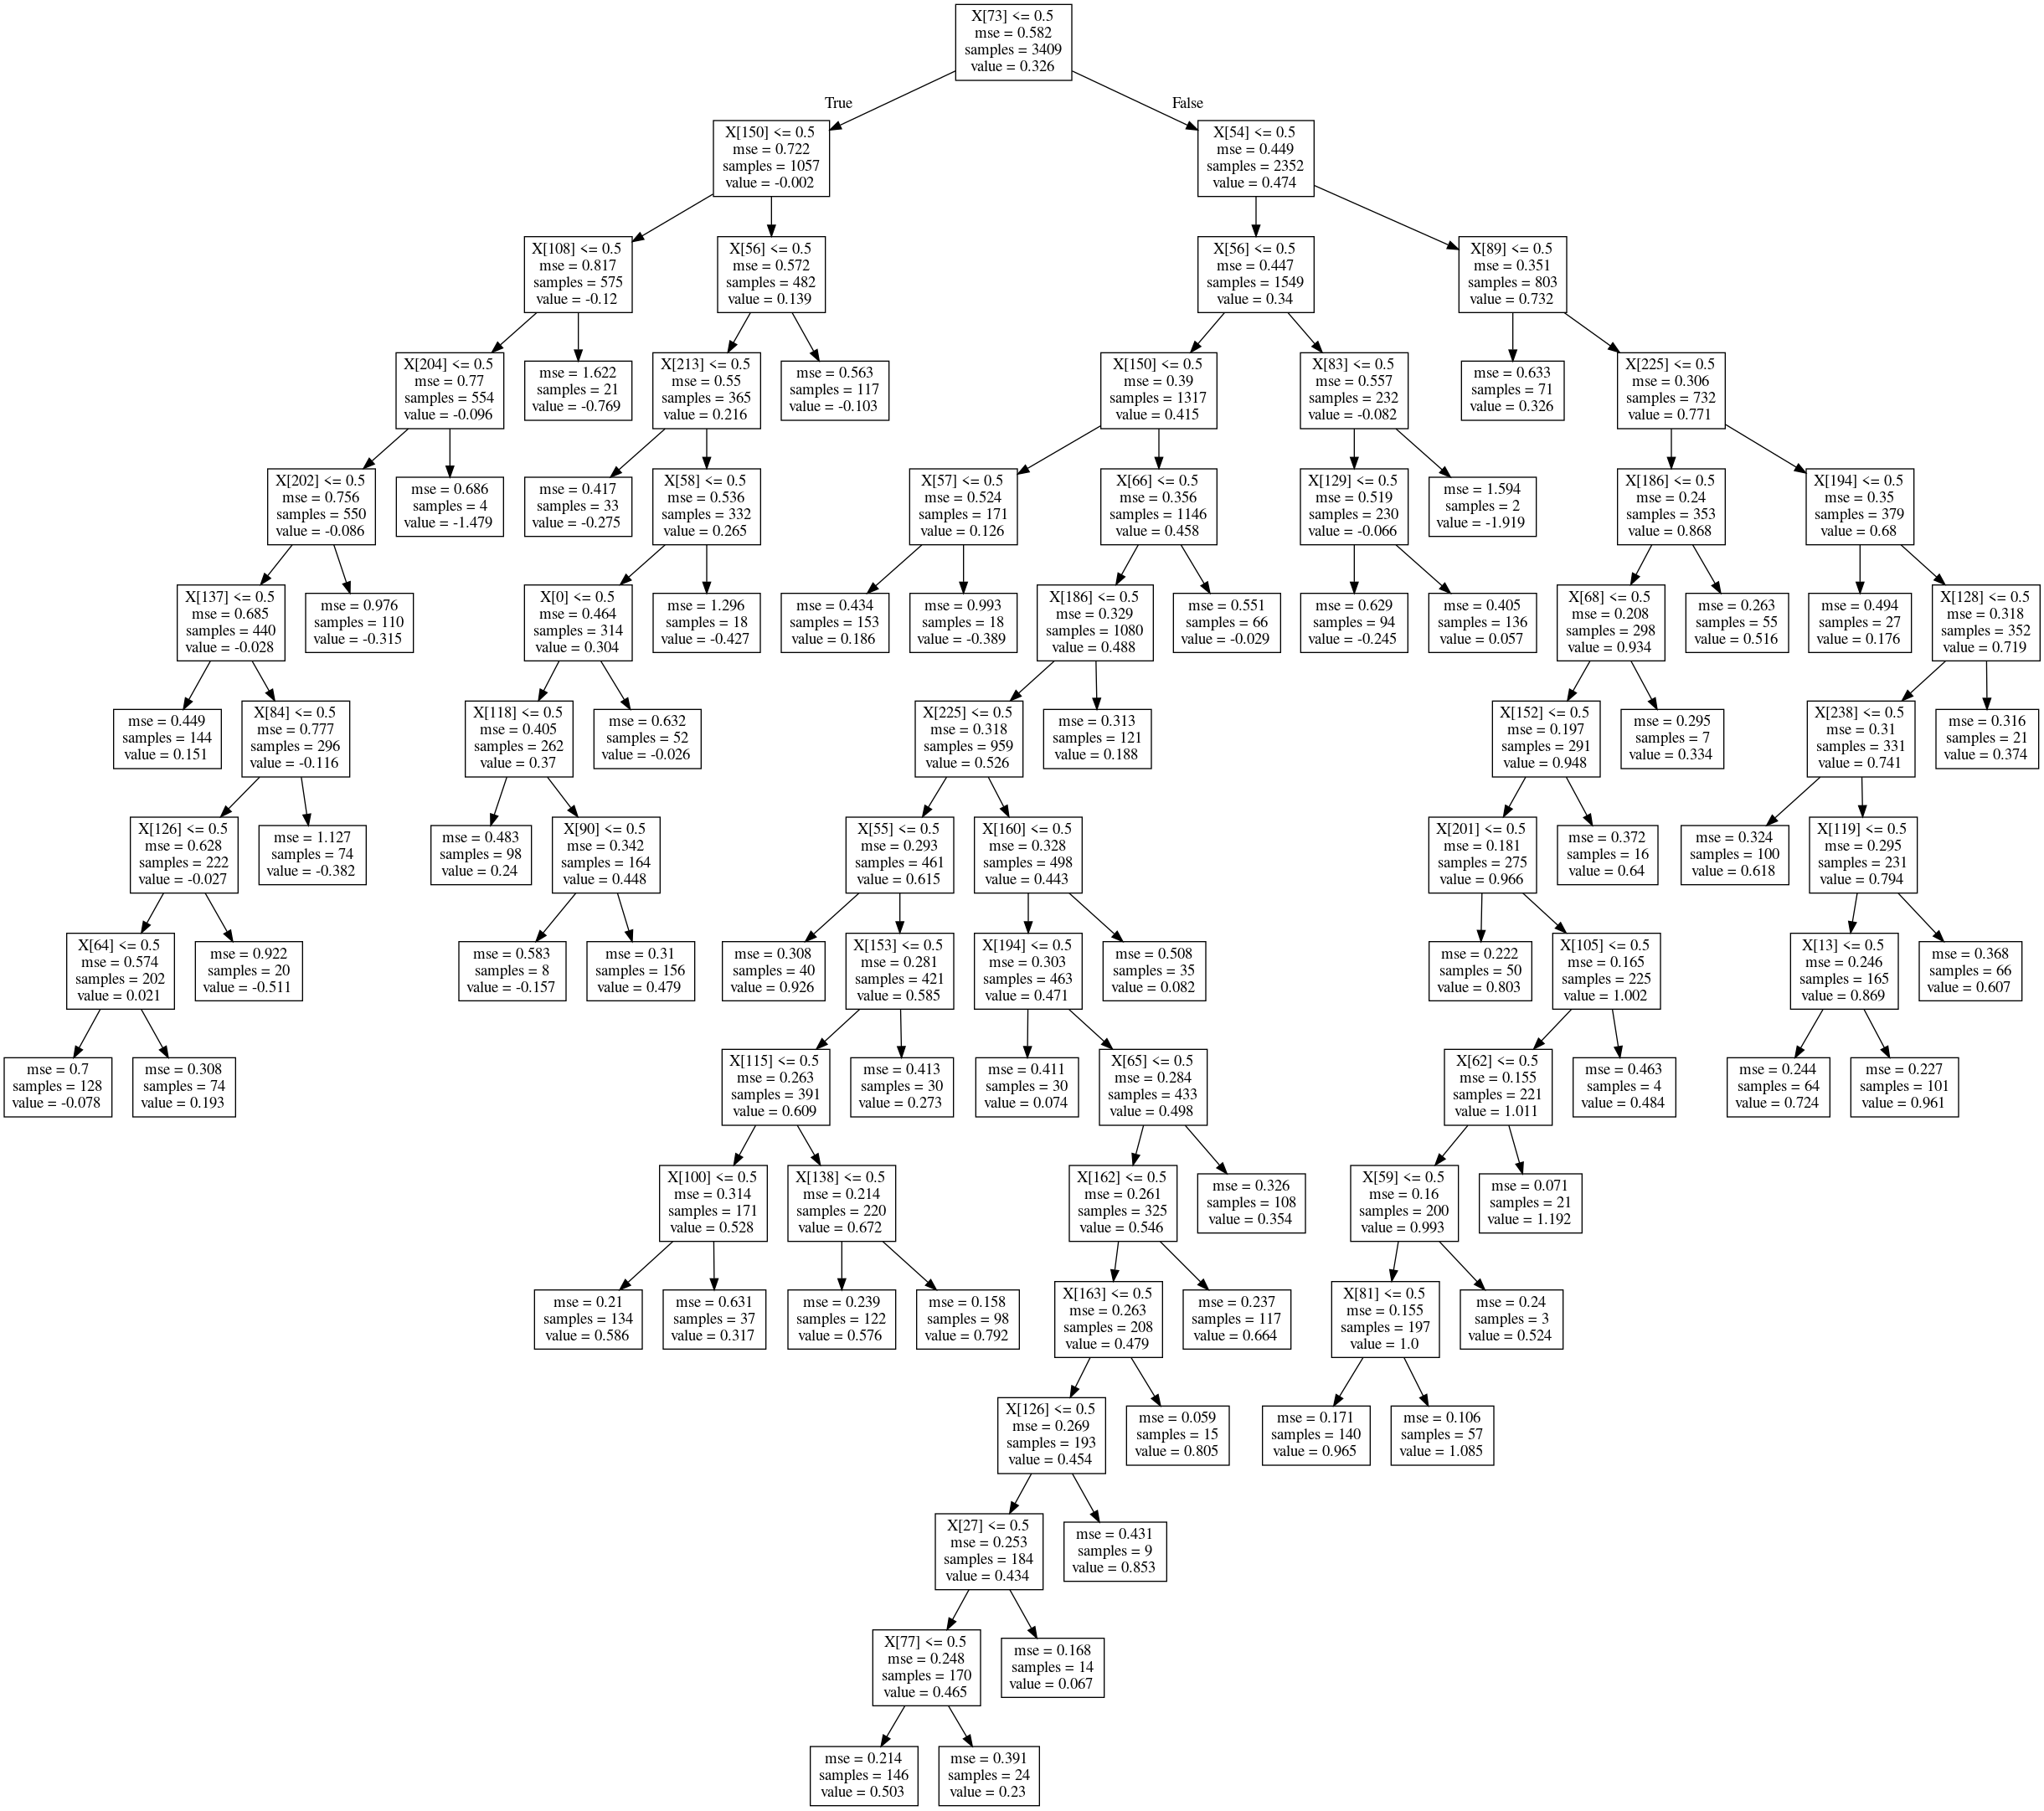 X[73] <= 0.5
mse = 0.582
samples = 3409
value = 0.326
True
False
X[150] <= 0.5
mse = 0.722
samples = 1057
value = -0.002
X[54] <= 0.5
mse = 0.449
samples = 2352
value = 0.474
X[108] <= 0.5
mse = 0.817
samples = 575
value = -0.12
X[56] <= 0.5
mse = 0.572
samples = 482
value = 0.139
X[56] <= 0.5
mse = 0.447
samples = 1549
value = 0.34
X[89] <= 0.5
mse = 0.351
samples = 803
value = 0.732
X[204] <= 0.5
mse = 0.77
samples = 554
value = -0.096
mse = 1.622
samples = 21
value = -0.769
X[213] <= 0.5
mse = 0.55
samples = 365
value = 0.216
mse = 0.563
samples = 117
value = -0.103
X[150] <= 0.5
mse = 0.39
samples = 1317
value = 0.415
X[83] <= 0.5
mse = 0.557
samples = 232
value = -0.082
mse = 0.633
samples = 71
value = 0.326
X[225] <= 0.5
mse = 0.306
samples = 732
value = 0.771
X[202] <= 0.5
mse = 0.756
samples = 550
value = -0.086
mse = 0.686
samples = 4
value = -1.479
mse = 0.417
samples = 33
value = -0.275
X[58] <= 0.5
mse = 0.536
samples = 332
value = 0.265
X[57] <= 0.5
mse = 0.524
samples = 171
value = 0.126
X[66] <= 0.5
mse = 0.356
samples = 1146
value = 0.458
X[129] <= 0.5
mse = 0.519
samples = 230
value = -0.066
mse = 1.594
samples = 2
value = -1.919
X[186] <= 0.5
mse = 0.24
samples = 353
value = 0.868
X[194] <= 0.5
mse = 0.35
samples = 379
value = 0.68
X[137] <= 0.5
mse = 0.685
samples = 440
value = -0.028
mse = 0.976
samples = 110
value = -0.315
X[0] <= 0.5
mse = 0.464
samples = 314
value = 0.304
mse = 1.296
samples = 18
value = -0.427
mse = 0.434
samples = 153
value = 0.186
mse = 0.993
samples = 18
value = -0.389
X[186] <= 0.5
mse = 0.329
samples = 1080
value = 0.488
mse = 0.551
samples = 66
value = -0.029
mse = 0.629
samples = 94
value = -0.245
mse = 0.405
samples = 136
value = 0.057
X[68] <= 0.5
mse = 0.208
samples = 298
value = 0.934
mse = 0.263
samples = 55
value = 0.516
mse = 0.494
samples = 27
value = 0.176
X[128] <= 0.5
mse = 0.318
samples = 352
value = 0.719
mse = 0.449
samples = 144
value = 0.151
X[84] <= 0.5
mse = 0.777
samples = 296
value = -0.116
X[118] <= 0.5
mse = 0.405
samples = 262
value = 0.37
mse = 0.632
samples = 52
value = -0.026
X[225] <= 0.5
mse = 0.318
samples = 959
value = 0.526
mse = 0.313
samples = 121
value = 0.188
X[152] <= 0.5
mse = 0.197
samples = 291
value = 0.948
mse = 0.295
samples = 7
value = 0.334
X[238] <= 0.5
mse = 0.31
samples = 331
value = 0.741
mse = 0.316
samples = 21
value = 0.374
X[126] <= 0.5
mse = 0.628
samples = 222
value = -0.027
mse = 1.127
samples = 74
value = -0.382
mse = 0.483
samples = 98
value = 0.24
X[90] <= 0.5
mse = 0.342
samples = 164
value = 0.448
X[55] <= 0.5
mse = 0.293
samples = 461
value = 0.615
X[160] <= 0.5
mse = 0.328
samples = 498
value = 0.443
X[201] <= 0.5
mse = 0.181
samples = 275
value = 0.966
mse = 0.372
samples = 16
value = 0.64
mse = 0.324
samples = 100
value = 0.618
X[119] <= 0.5
mse = 0.295
samples = 231
value = 0.794
X[64] <= 0.5
mse = 0.574
samples = 202
value = 0.021
mse = 0.922
samples = 20
value = -0.511
mse = 0.583
samples = 8
value = -0.157
mse = 0.31
samples = 156
value = 0.479
mse = 0.308
samples = 40
value = 0.926
X[153] <= 0.5
mse = 0.281
samples = 421
value = 0.585
X[194] <= 0.5
mse = 0.303
samples = 463
value = 0.471
mse = 0.508
samples = 35
value = 0.082
mse = 0.222
samples = 50
value = 0.803
X[105] <= 0.5
mse = 0.165
samples = 225
value = 1.002
X[13] <= 0.5
mse = 0.246
samples = 165
value = 0.869
mse = 0.368
samples = 66
value = 0.607
mse = 0.7
samples = 128
value = -0.078
mse = 0.308
samples = 74
value = 0.193
X[115] <= 0.5
mse = 0.263
samples = 391
value = 0.609
mse = 0.413
samples = 30
value = 0.273
mse = 0.411
samples = 30
value = 0.074
X[65] <= 0.5
mse = 0.284
samples = 433
value = 0.498
X[62] <= 0.5
mse = 0.155
samples = 221
value = 1.011
mse = 0.463
samples = 4
value = 0.484
mse = 0.244
samples = 64
value = 0.724
mse = 0.227
samples = 101
value = 0.961
X[100] <= 0.5
mse = 0.314
samples = 171
value = 0.528
X[138] <= 0.5
mse = 0.214
samples = 220
value = 0.672
X[162] <= 0.5
mse = 0.261
samples = 325
value = 0.546
mse = 0.326
samples = 108
value = 0.354
X[59] <= 0.5
mse = 0.16
samples = 200
value = 0.993
mse = 0.071
samples = 21
value = 1.192
mse = 0.21
samples = 134
value = 0.586
mse = 0.631
samples = 37
value = 0.317
mse = 0.239
samples = 122
value = 0.576
mse = 0.158
samples = 98
value = 0.792
X[163] <= 0.5
mse = 0.263
samples = 208
value = 0.479
mse = 0.237
samples = 117
value = 0.664
X[81] <= 0.5
mse = 0.155
samples = 197
value = 1.0
mse = 0.24
samples = 3
value = 0.524
X[126] <= 0.5
mse = 0.269
samples = 193
value = 0.454
mse = 0.059
samples = 15
value = 0.805
mse = 0.171
samples = 140
value = 0.965
mse = 0.106
samples = 57
value = 1.085
X[27] <= 0.5
mse = 0.253
samples = 184
value = 0.434
mse = 0.431
samples = 9
value = 0.853
X[77] <= 0.5
mse = 0.248
samples = 170
value = 0.465
mse = 0.168
samples = 14
value = 0.067
mse = 0.214
samples = 146
value = 0.503
mse = 0.391
samples = 24
value = 0.23